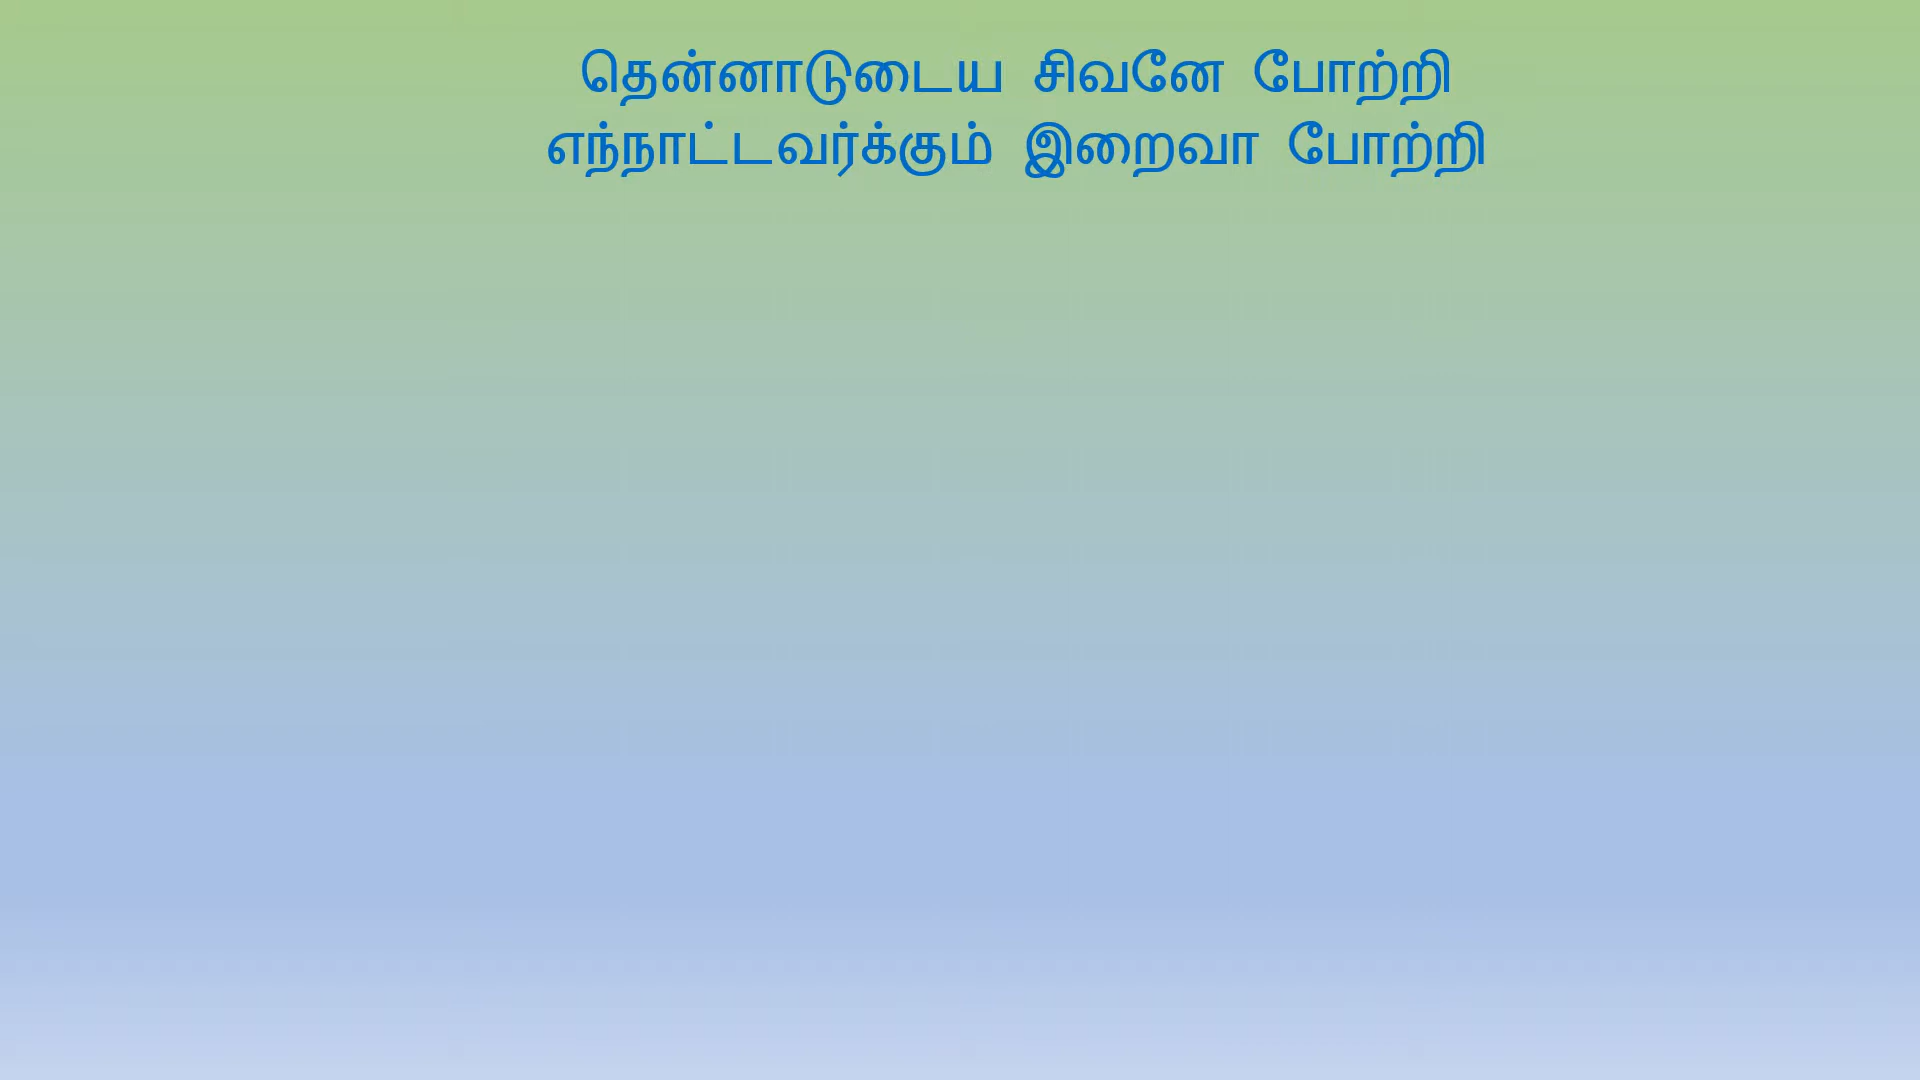 தென்னாடுடைய சிவனே போற்றி
எந்நாட்டவர்க்கும் இறைவா போற்றி